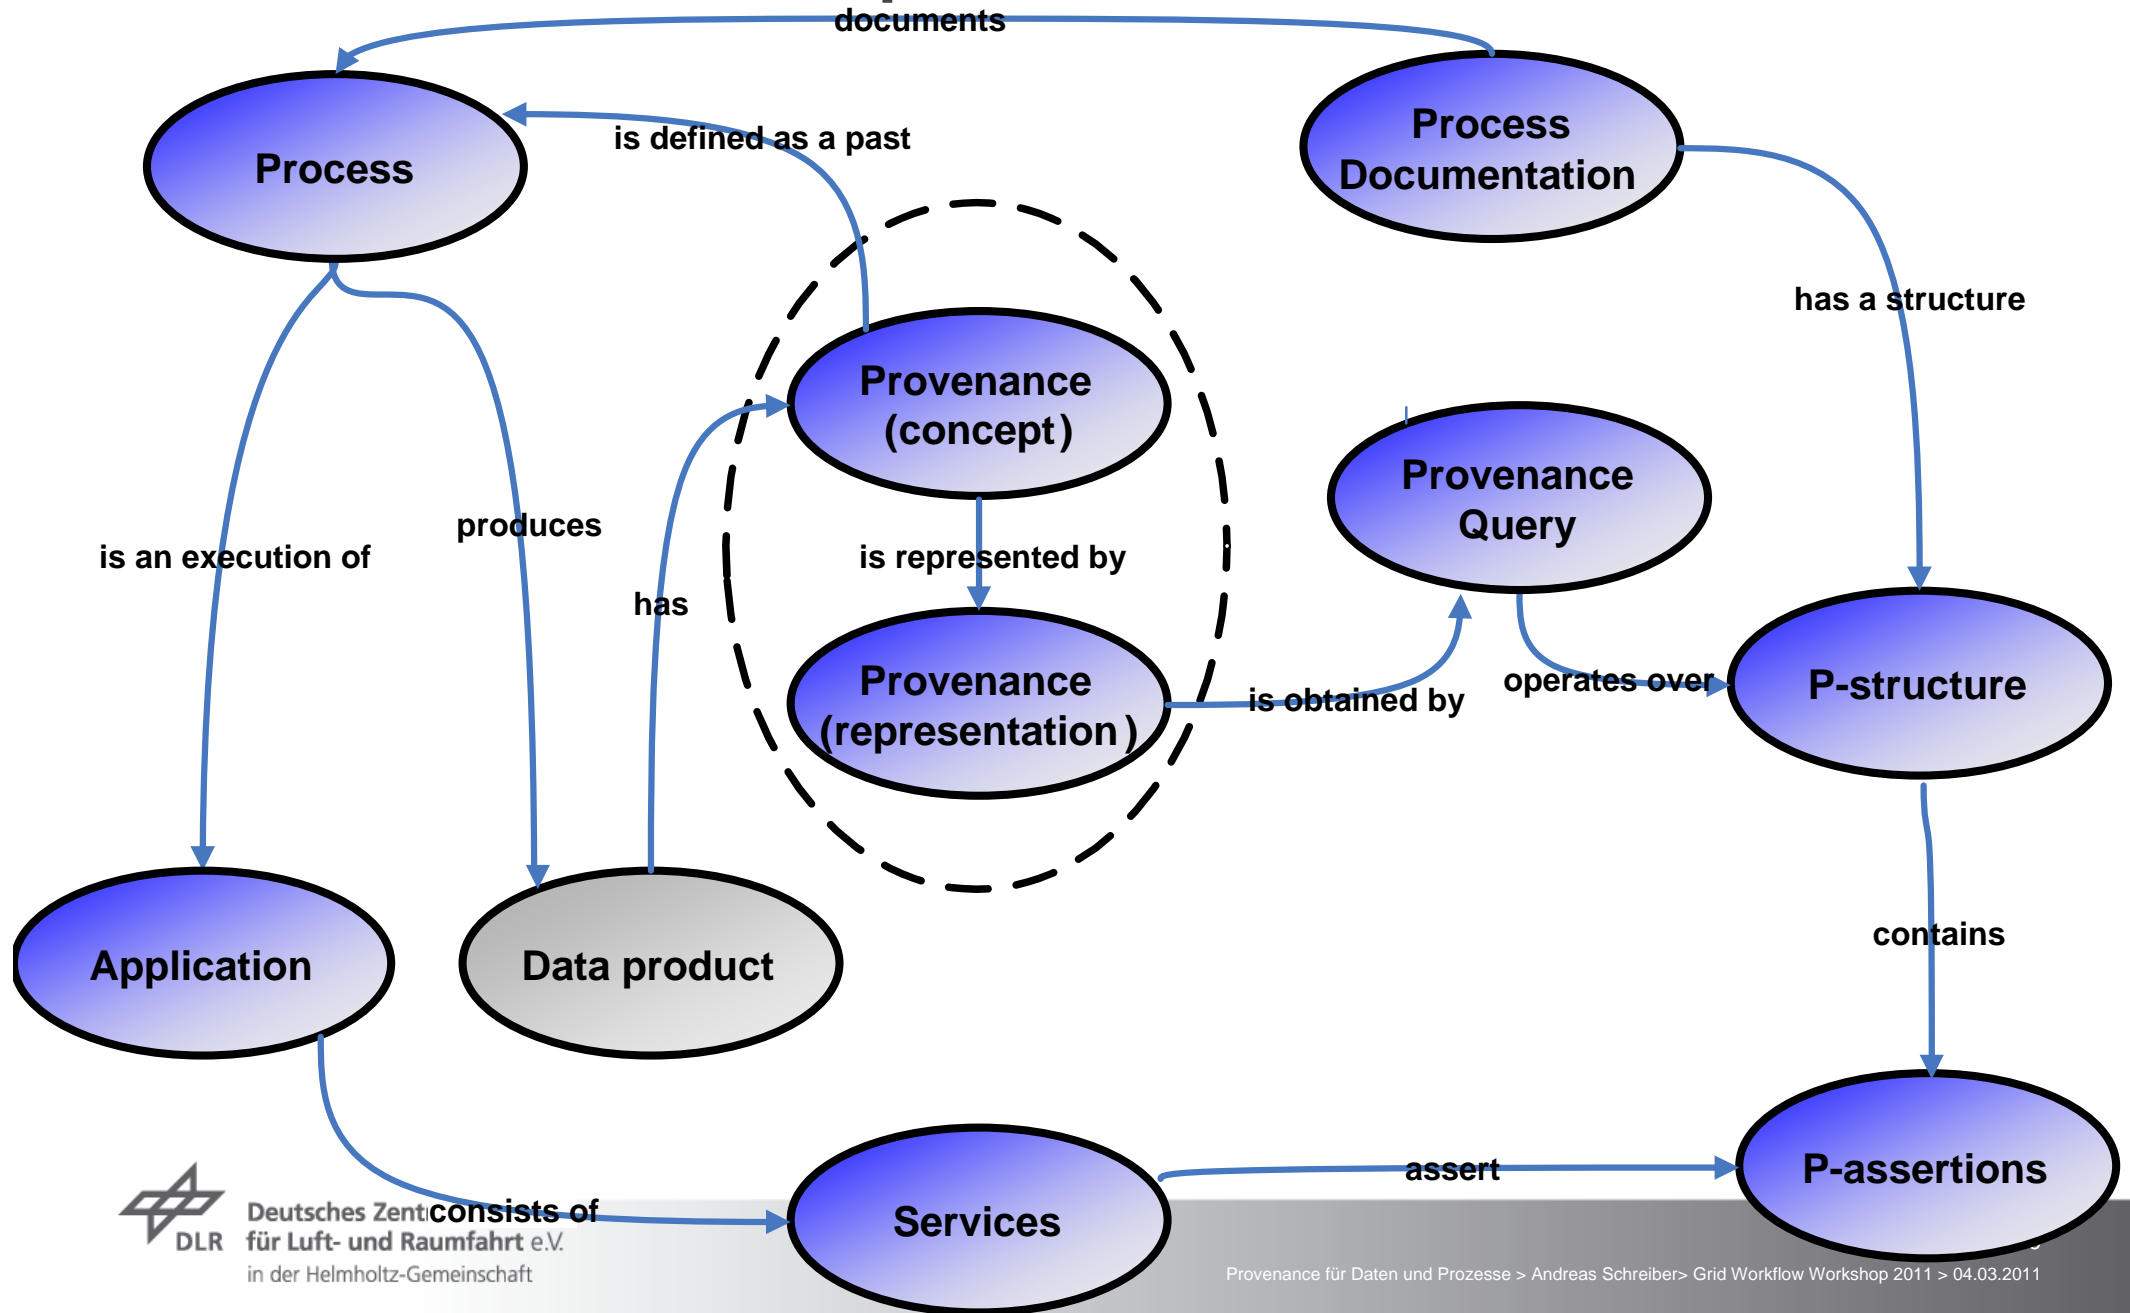 documents
Process
Documentation
is defined as a past
Process
has a structure
Provenance
(concept)
Provenance
Query
produces
is an execution of
is represented by
has
Provenance
(representation)
is obtained by
operates over
P-structure
contains
Application
Data product
assert
P-assertions
consists of
Services
DLR
Deutsches Zent
für Luft- und Raumfahrt e.V.
in der Helmholtz-Gemeinschaft
Provenance für Daten und Prozesse > Andreas Schreiber> Grid Workflow Workshop 2011 > 04.03.2011